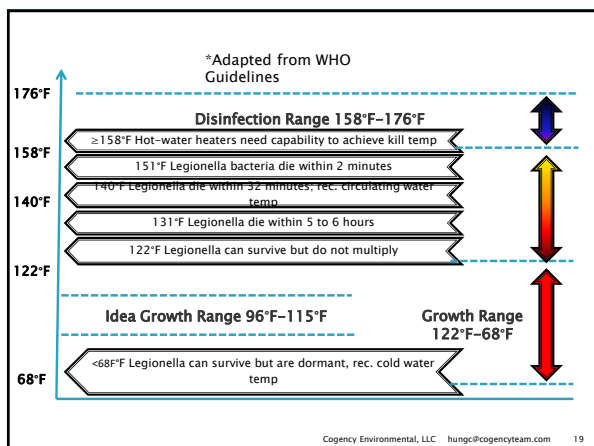 *Adapted from WHO
Guidelines
176°F
Disinfection Range 158°F-176°F
≥158°F Hot-water heaters need capability to achieve kill temp
158°F
151°F Legionella bacteria die within 2 minutes
140°F Legionella die within 32 minutes; rec. circulating water
temp
140°F
131°F Legionella die within 5 to 6 hours
122°F Legionella can survive but do not multiply
122°F
Idea Growth Range 96°F-115°F
Growth Range
122°F-68°F
<68F°F Legionella can survive but are dormant, rec. cold water
temp
68°F
Cogency Environmental, LLC hungc@cogencyteam.com 19